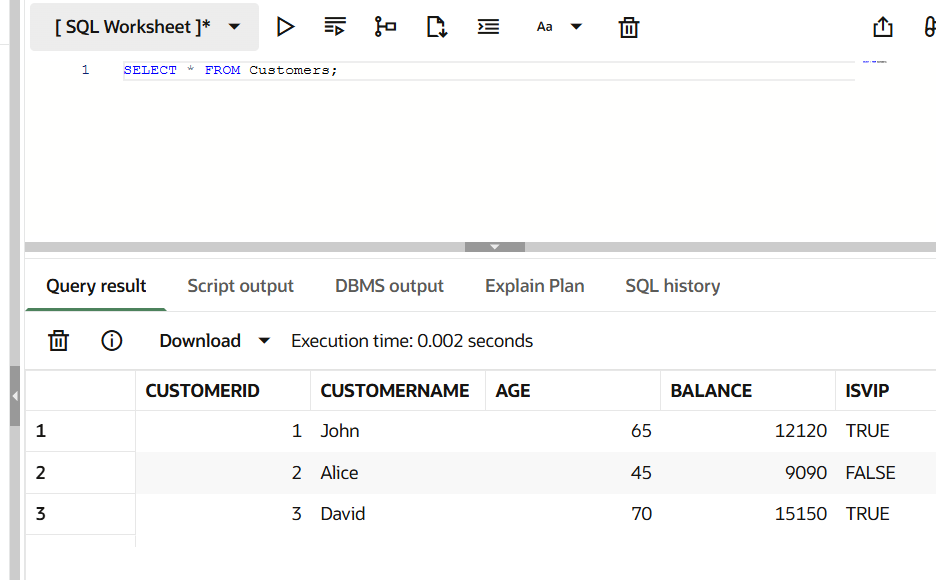 [ SQL Worksheet ]* Aa
1 SELECT * FROM Customers;
Query result Script output DBMS output Explain Plan SQL history
Download Execution time: 0.002 seconds
CUSTOMERID CUSTOMERNAME AGE BALANCE ISVIP
1 1 John 65 12120 TRUE
2 2 Alice 45 9090 FALSE
3 3 David 70 15150 TRUE